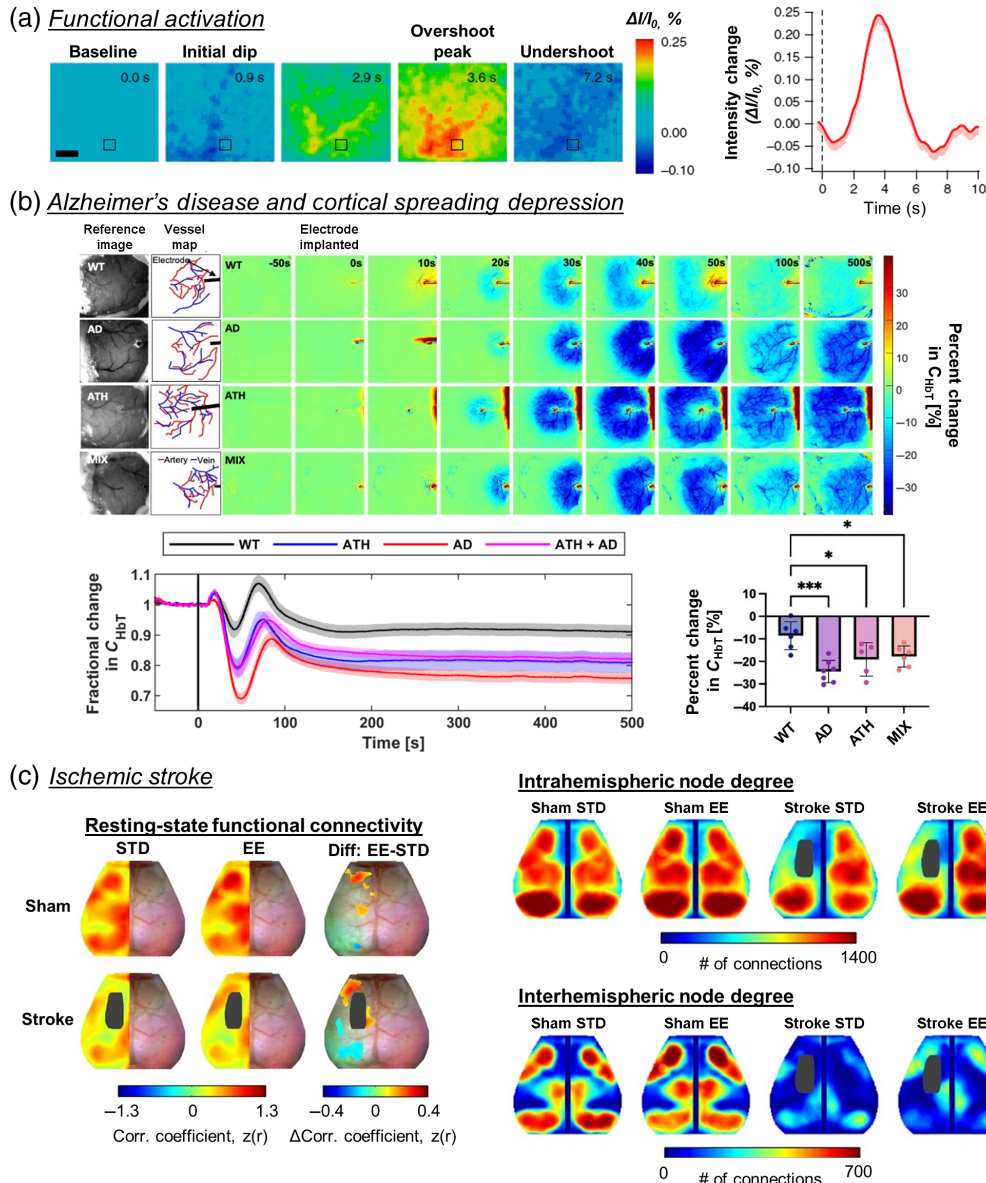 (a) Functional activation
Baseline
Initial dip
Overshoot
peak
Undershoot
ΔI/I0, %
0.0 s
0.9 s
2.9 s
3.6 s
7.2 s
0.25
0.00
−0.10
Intensity change
(ΔI/I0, %)
0.25
0.20
0.15
0.10
0.05
0.00
−0.05
−0.10
0 2 4 6 8 10
Time (s)
(b) Alzheimer's disease and cortical spreading depression
Reference
image
Vessel
map
Electrode
implanted
WT
Electrode
WT
-50s 0s 10s 20s 30s 40s 50s 100s 500s
AD
AD
ATH
ATH
MIX
Artery Vein
MIX
30
20
10
0
−10
−20
−30
Percent change
in CHbT [%]
WT ATH AD ATH + AD
Fractional change
in CHbT
1.1
1
0.9
0.8
0.7
0 100 200 300 400 500
Time [s]
*
*
***
Percent change
in CHbT [%]
10
0
−10
−20
−30
−40
WT AD ATH MIX
(c) Ischemic stroke
Resting-state functional connectivity
STD EE Diff: EE-STD
Sham
Stroke
−1.3 0 1.3
Corr. coefficient, z(r)
−0.4 0 0.4
ΔCorr. coefficient, z(r)
Intrahemispheric node degree
Sham STD Sham EE Stroke STD Stroke EE
0 1400
# of connections
Interhemispheric node degree
Sham STD Sham EE Stroke STD Stroke EE
0 700
# of connections